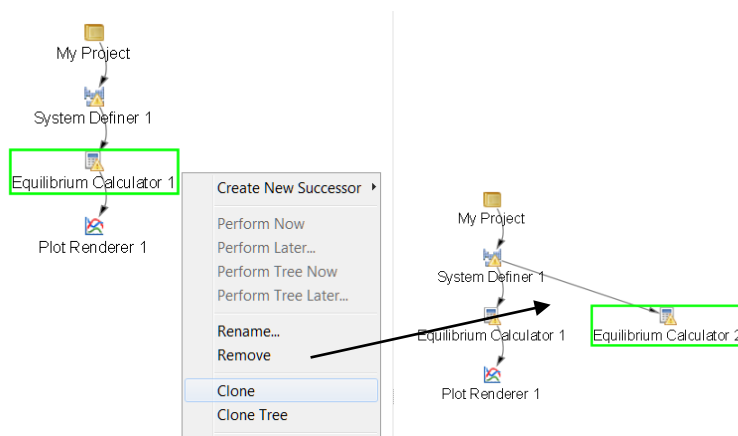 My Project
System Definer 1
Equilibrium Calculator 1
Plot Renderer 1
Create New Successor
Perform Now
Perform Later...
Perform Tree Now
Perform Tree Later...
Rename...
Remove
Clone
Clone Tree
My Project
System Definer 1
Equilibrium Calculator 1
Equilibrium Calculator 2
Plot Renderer 1